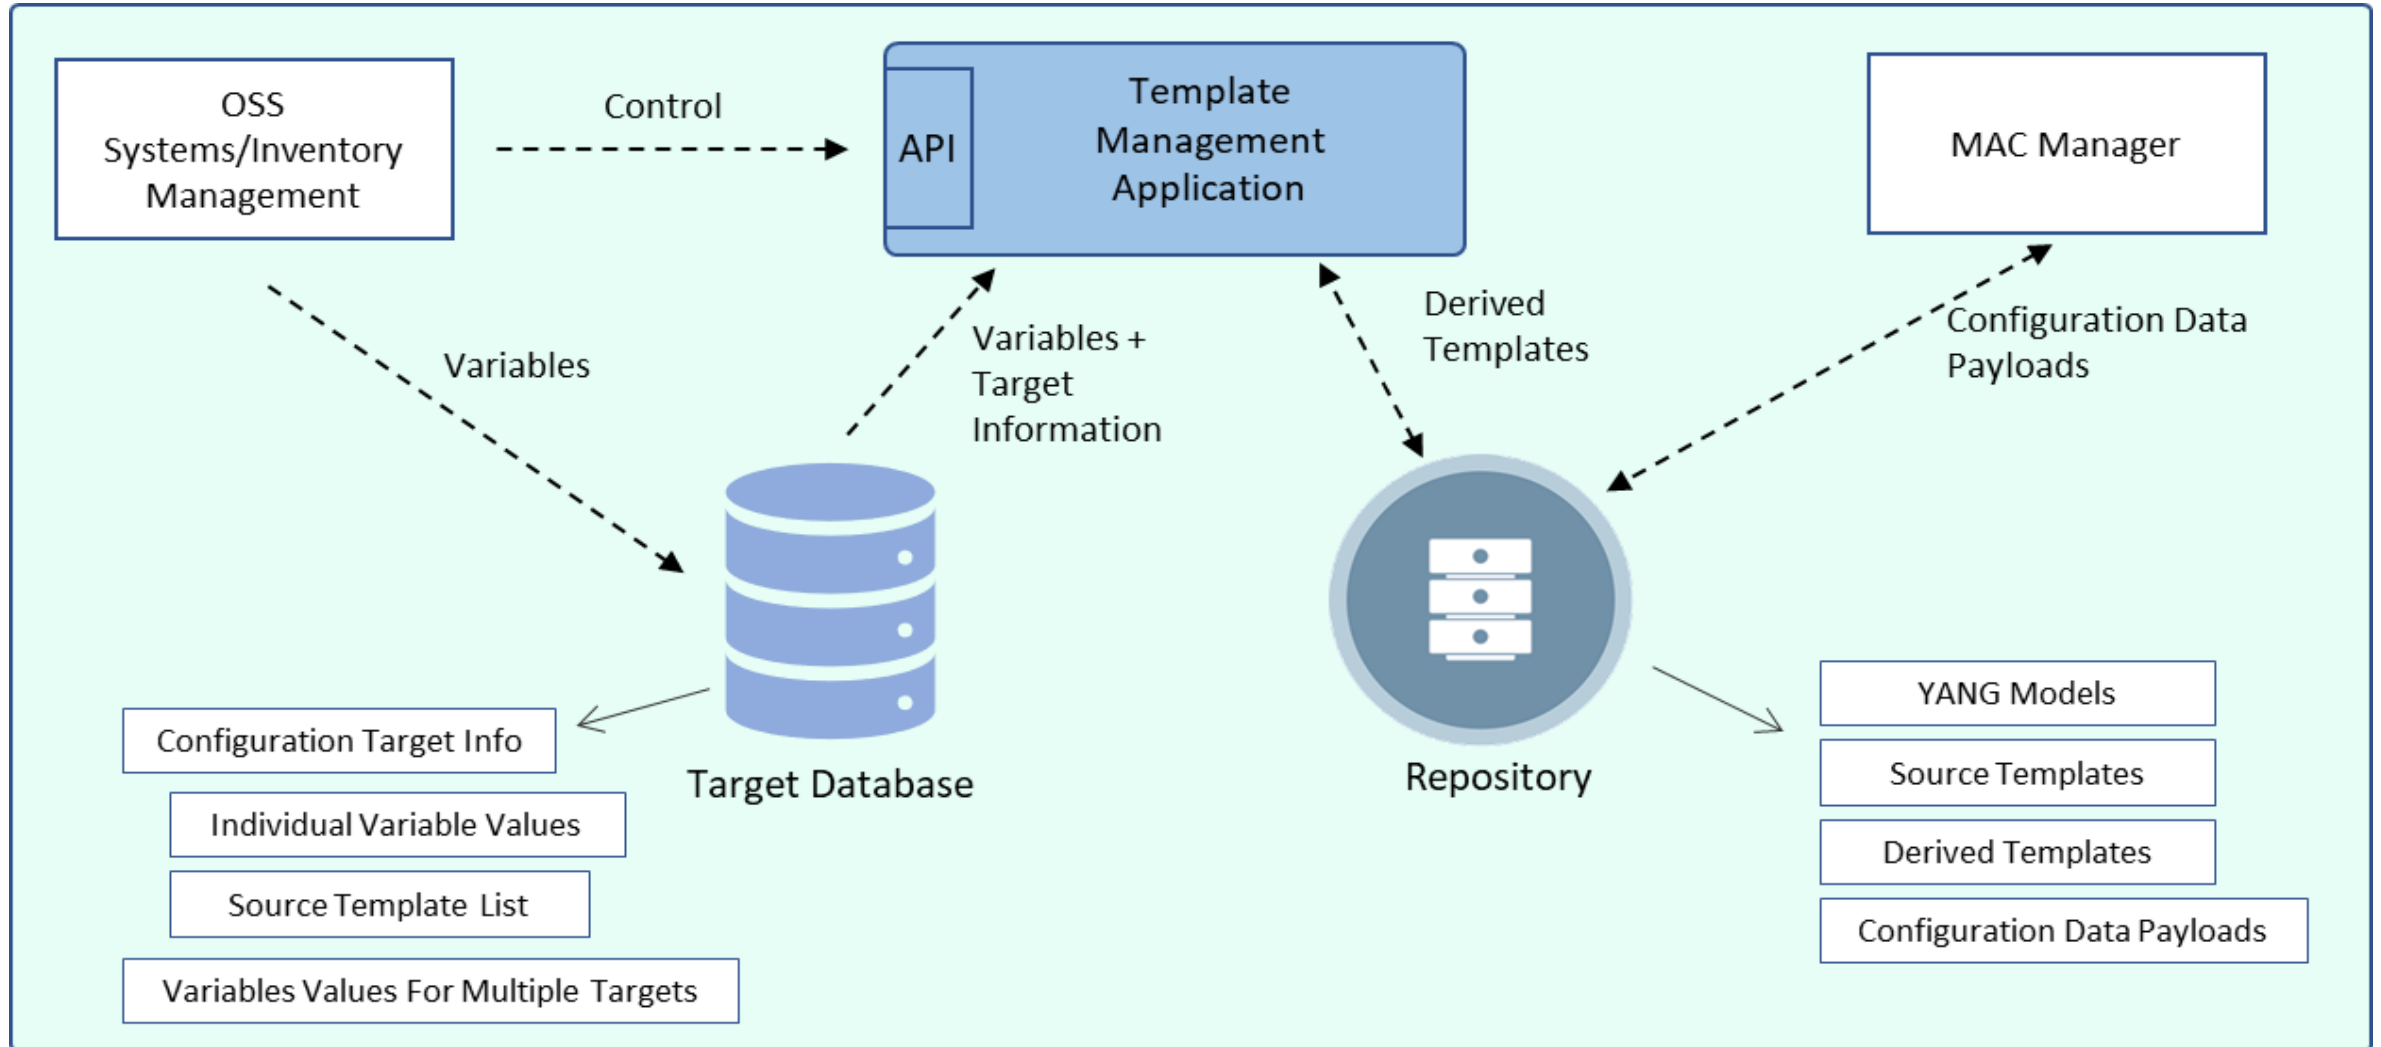 OSS
Systems/Inventory
Management
Control
API
Template
Management
Application
MAC Manager
Variables
Variables +
Target
Information
Derived
Templates
Configuration Data
Payloads
Target Database
Repository
Configuration Target Info
Individual Variable Values
Source Template List
Variables Values For Multiple Targets
YANG Models
Source Templates
Derived Templates
Configuration Data Payloads